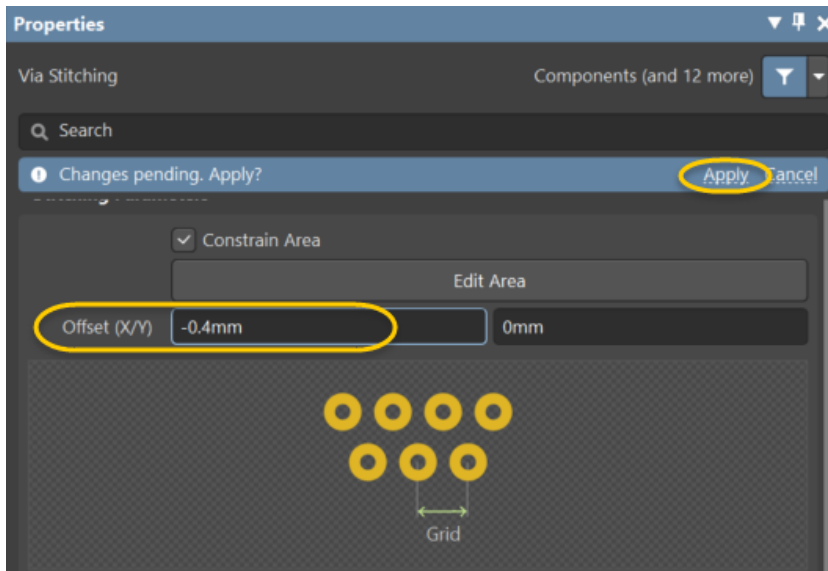 Properties
Via Stitching
Components (and 12 more)
Search
Changes pending. Apply?
Apply Cancel
Constrain Area
Edit Area
Offset (X/Y) -0.4mm 0mm
Grid